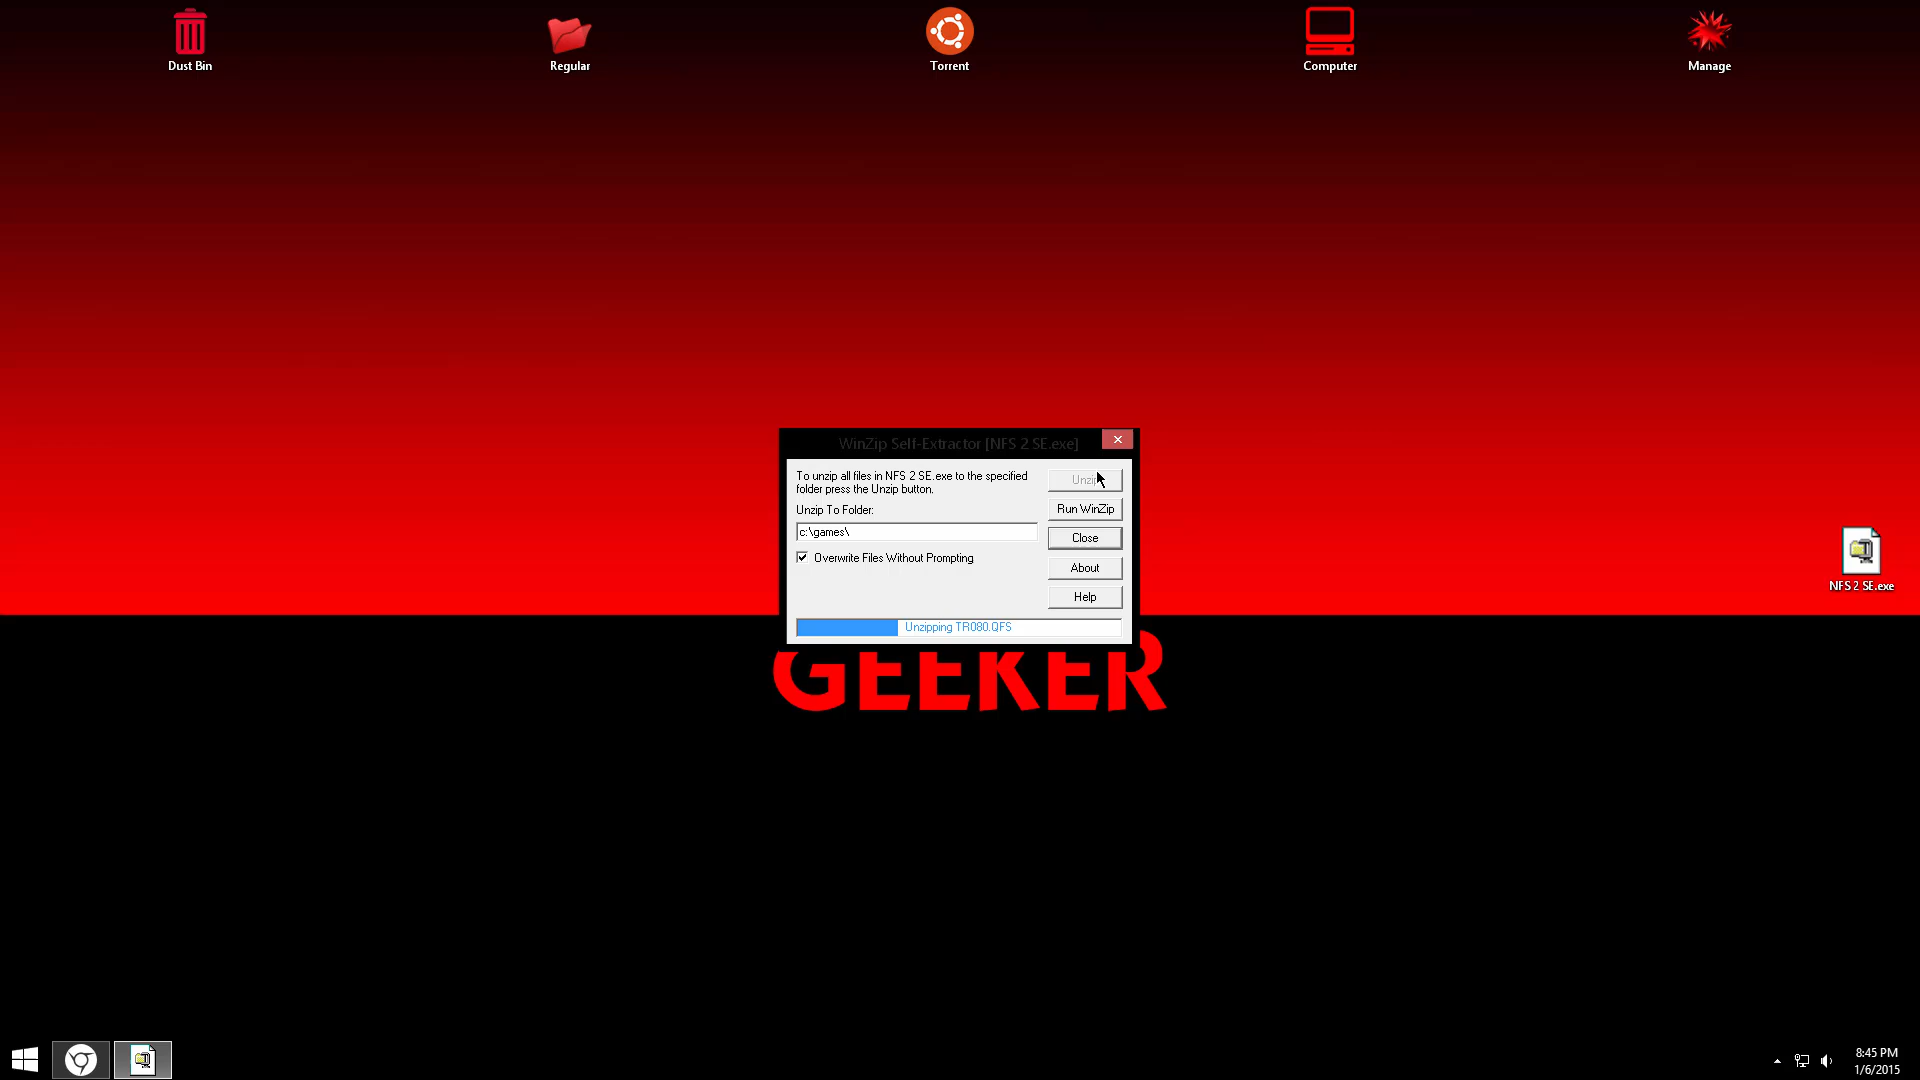 Dust Bin
Regular
Torrent
Computer
Manage
WinZip Self-Extractor [NFS 2 SE.exe]
To unzip all files in NFS 2 SE.exe to the specified
folder press the Unzip button.
Unzip
Run WinZip
Unzip To Folder:
c:\games\
Close
Overwrite Files Without Prompting
About
Help
Unzipping TR080.QFS
NFS 2 SE.exe
GEEKER
8:45 PM
1/6/2015